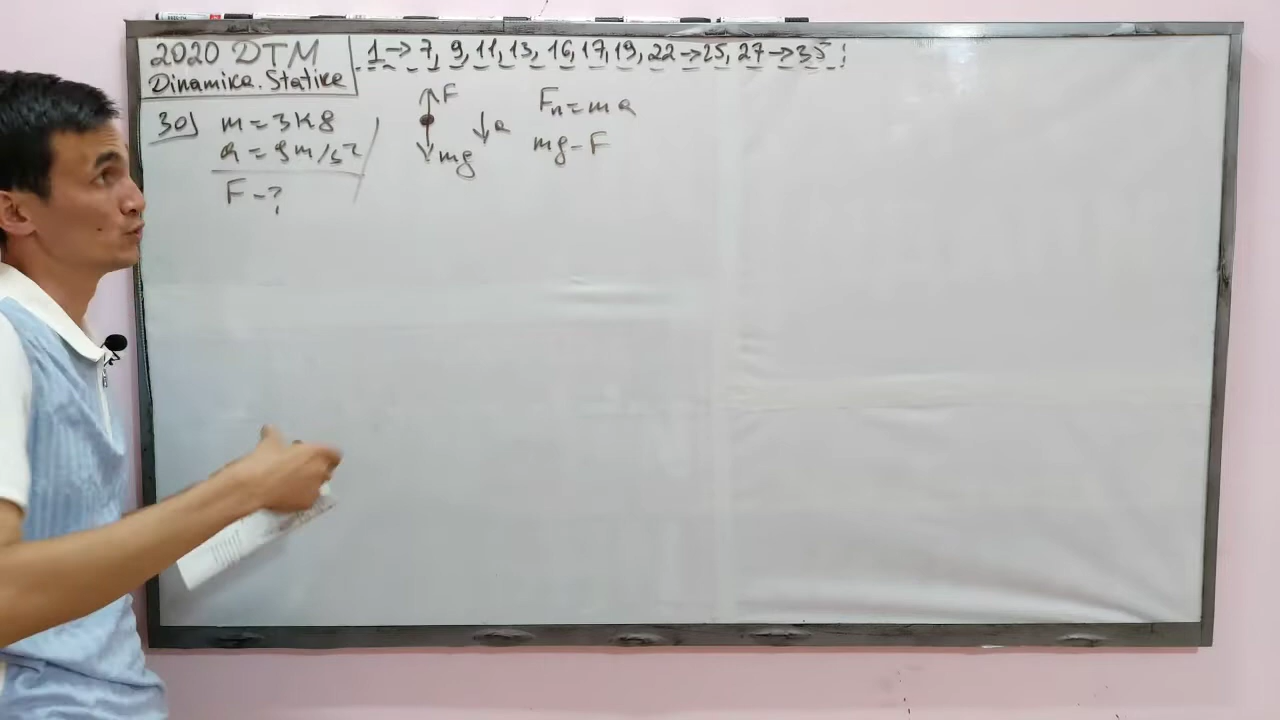 2020 DTM
Dinamika. Statika
1→7, 9, 11, 13, 16, 17, 19, 22→25, 27→35!
30) m = 3 kg
a = 9 m/s²
F - ?
F
mg
a
Fn = ma
mg - F